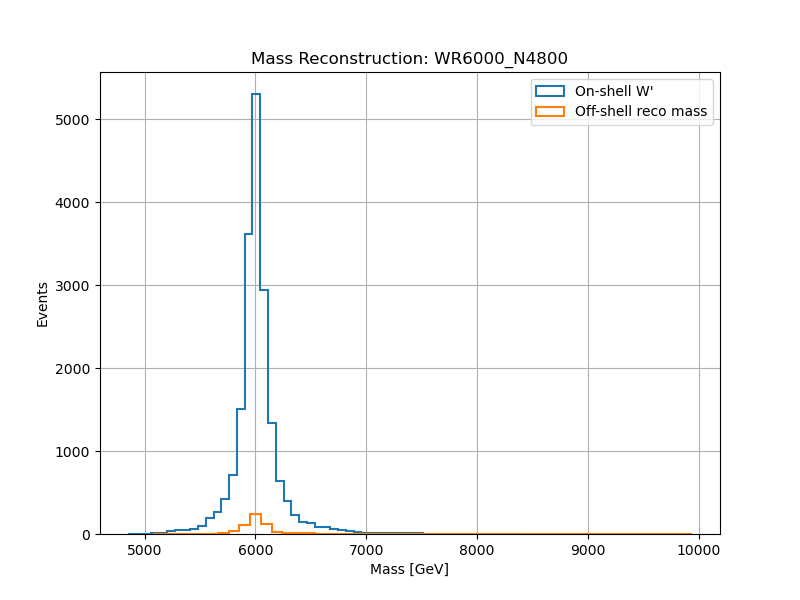 Mass Reconstruction: WR6000_N4800
On-shell W'
Off-shell reco mass
5000
4000
3000
2000
1000
0
Events
5000 6000 7000 8000 9000 10000
Mass [GeV]